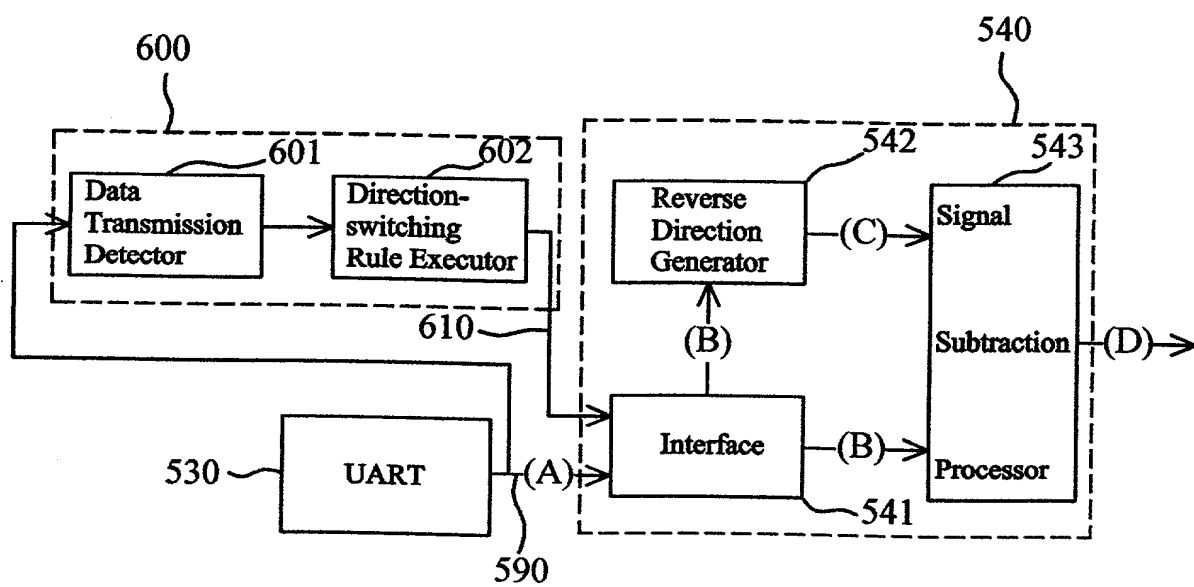 600
540
601
602
542
543
Data
Transmission
Detector
Direction-
switching
Rule Executor
Reverse
Direction
Generator
(C)
Signal
Subtraction
Processor
610
(B)
(D)
Interface
(B)
530
UART
(A)
541
590